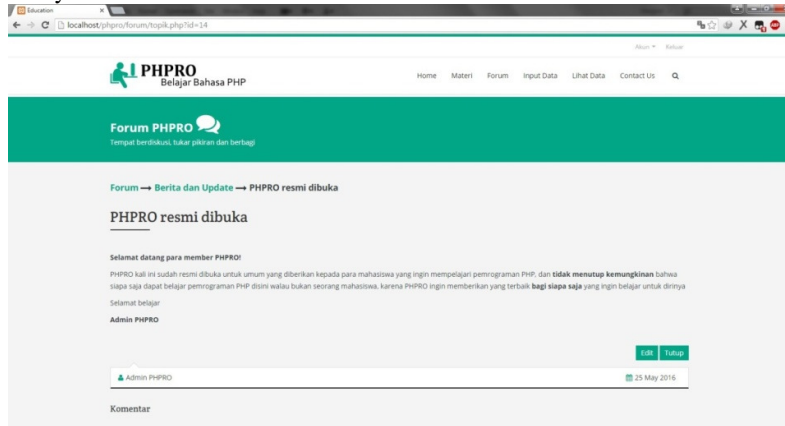 Education
localhost/phpro/forum/topik.php?id=14
Akun Keluar
PHPRO
Belajar Bahasa PHP
Home Materi Forum Input Data Lihat Data Contact Us
Forum PHPRO
Tempat berdiskusi, tukar pikiran dan berbagi
Forum → Berita dan Update → PHPRO resmi dibuka
PHPRO resmi dibuka
Selamat datang para member PHPRO!
PHPRO kali ini sudah resmi dibuka untuk umum yang diberikan kepada para mahasiswa yang ingin mempelajari pemrograman PHP, dan tidak menutup kemungkinan bahwa
siapa saja dapat belajar pemrograman PHP disini walau bukan seorang mahasiswa, karena PHPRO ingin memberikan yang terbaik bagi siapa saja yang ingin belajar untuk dirinya
Selamat belajar
Admin PHPRO
Edit Tutup
Admin PHPRO 25 May 2016
Komentar